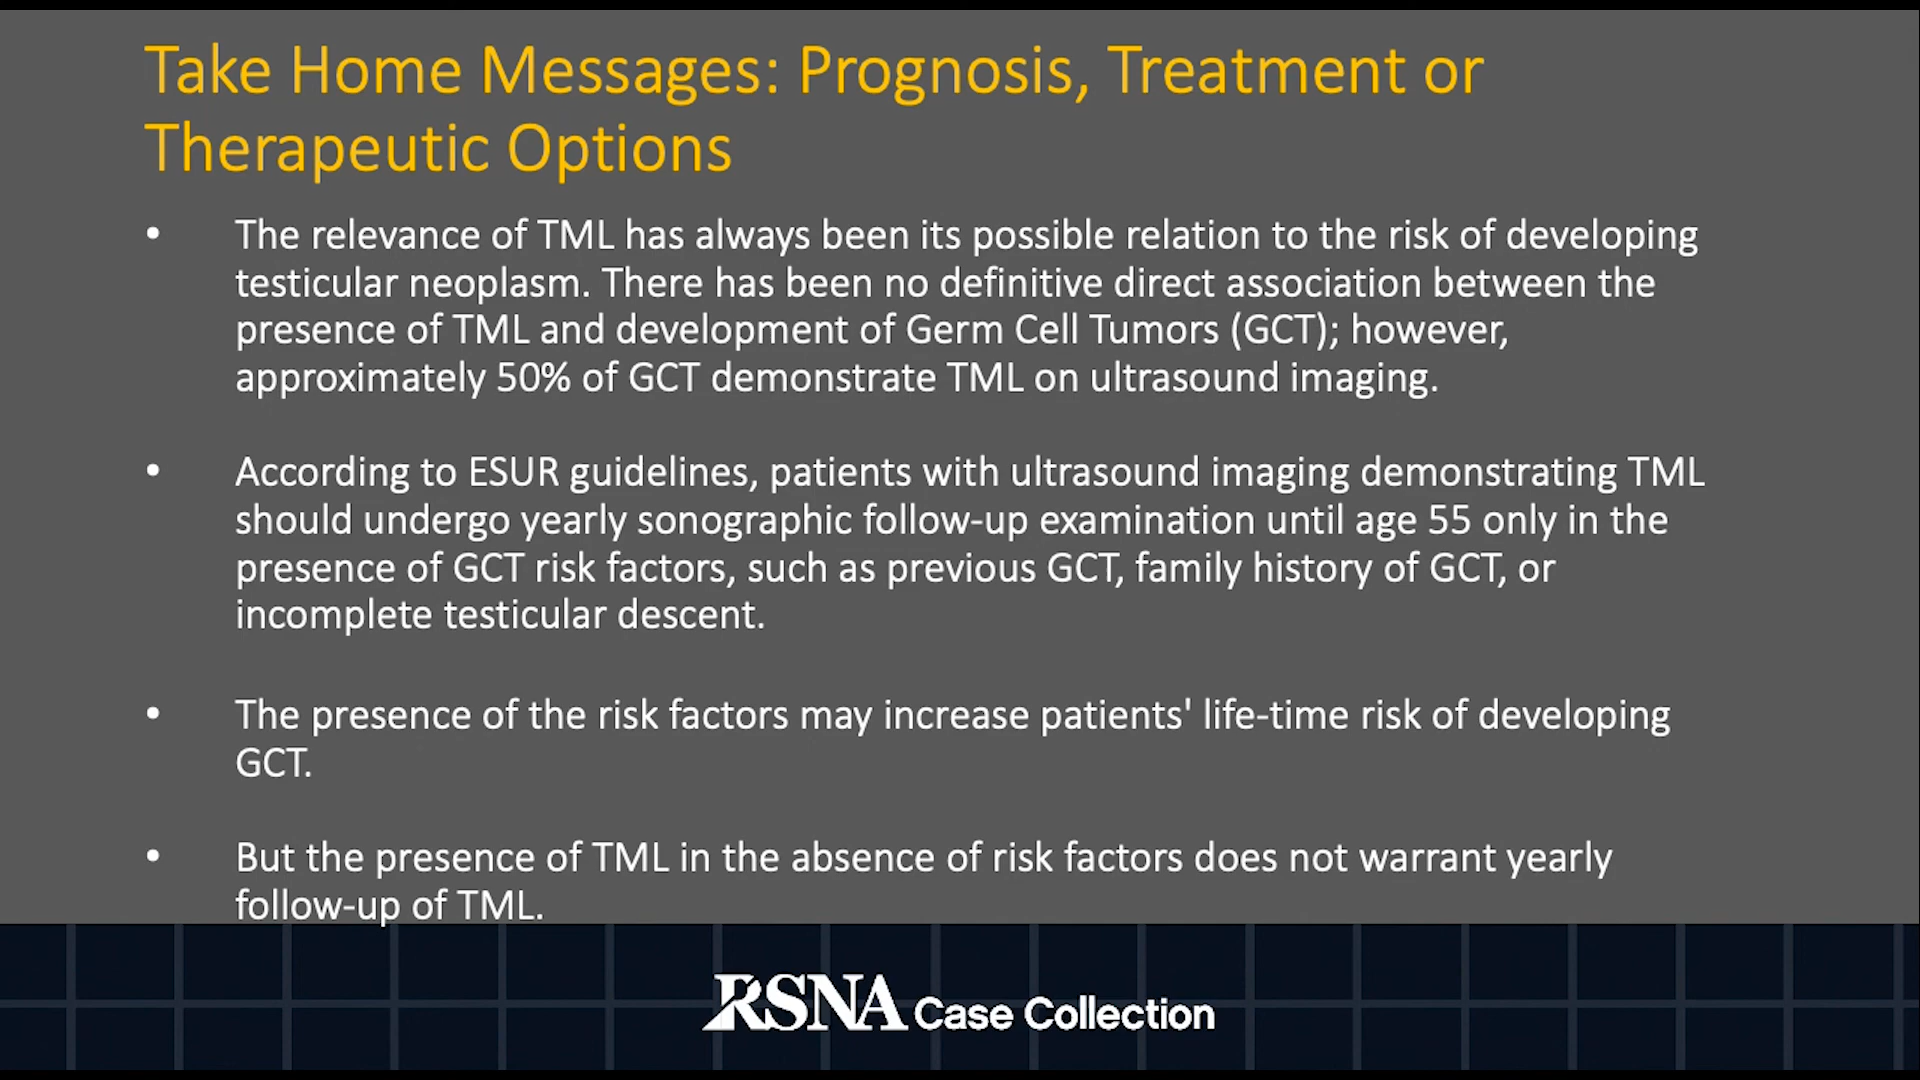 Take Home Messages: Prognosis, Treatment or
Therapeutic Options
• The relevance of TML has always been its possible relation to the risk of developing
testicular neoplasm. There has been no definitive direct association between the
presence of TML and development of Germ Cell Tumors (GCT); however,
approximately 50% of GCT demonstrate TML on ultrasound imaging.
• According to ESUR guidelines, patients with ultrasound imaging demonstrating TML
should undergo yearly sonographic follow-up examination until age 55 only in the
presence of GCT risk factors, such as previous GCT, family history of GCT, or
incomplete testicular descent.
• The presence of the risk factors may increase patients' life-time risk of developing
GCT.
• But the presence of TML in the absence of risk factors does not warrant yearly
follow-up of TML.
RSNA Case Collection